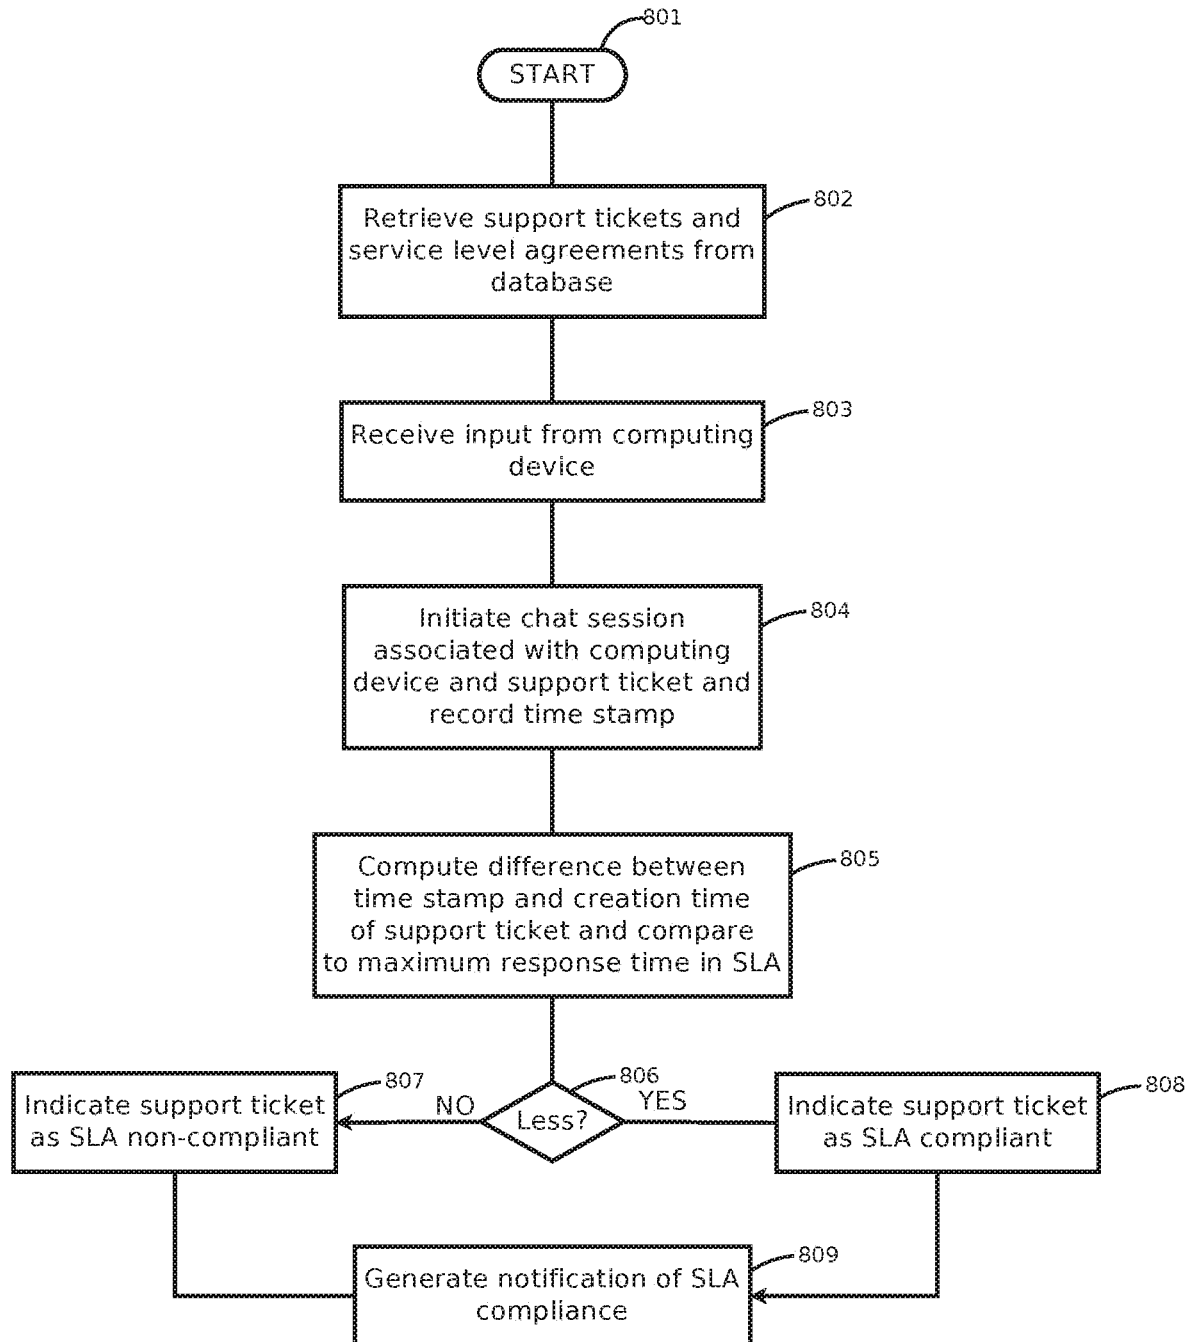 801
START
802
Retrieve support tickets and
service level agreements from
database
803
Receive input from computing
device
804
Initiate chat session
associated with computing
device and support ticket and
record time stamp
805
Compute difference between
time stamp and creation time
of support ticket and compare
to maximum response time in SLA
806
Less?
NO
YES
807
Indicate support ticket
as SLA non-compliant
808
Indicate support ticket
as SLA compliant
809
Generate notification of SLA
compliance